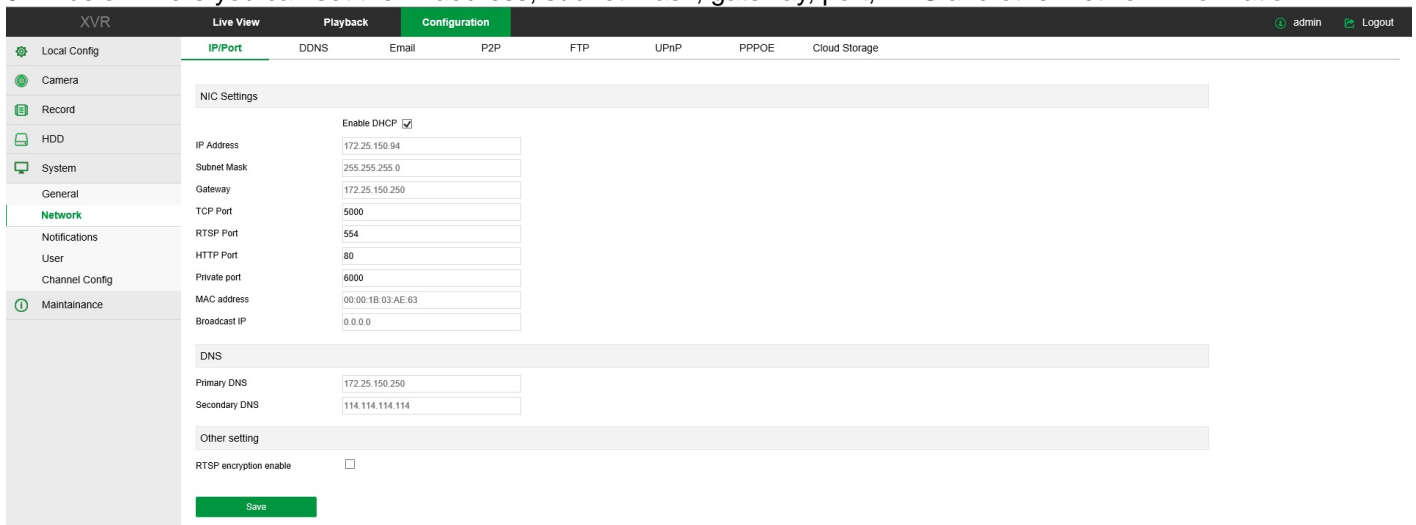 XVR Live View Playback Configuration admin Logout
Local Config
Camera
Record
HDD
System
General
Network
Notifications
User
Channel Config
Maintainance
IP/Port DDNS Email P2P FTP UPnP PPPOE Cloud Storage
NIC Settings
Enable DHCP
IP Address 172.25.150.94
Subnet Mask 255.255.255.0
Gateway 172.25.150.250
TCP Port 5000
RTSP Port 554
HTTP Port 80
Private port 6000
MAC address 00:00:1B:03:AE:63
Broadcast IP 0.0.0.0
DNS
Primary DNS 172.25.150.250
Secondary DNS 114.114.114.114
Other setting
RTSP encryption enable
Save